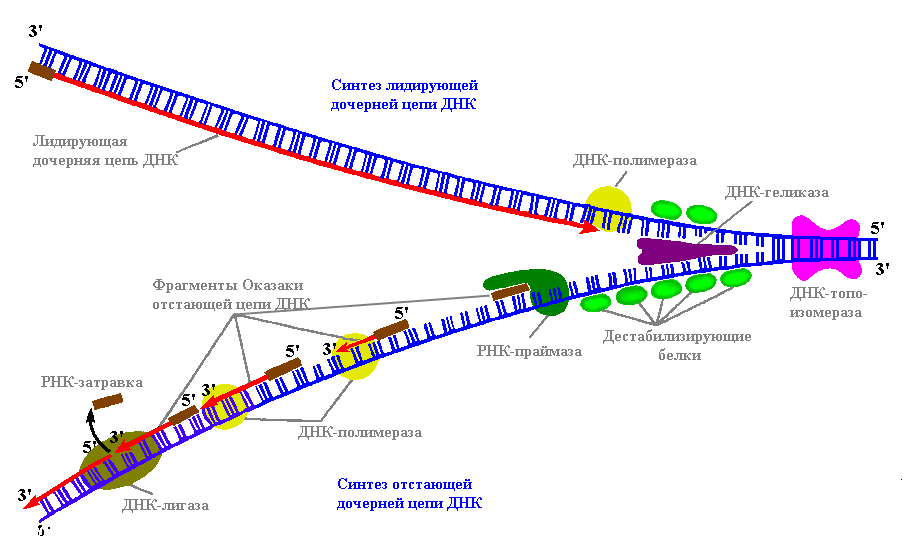 3'
5'
Синтез лидирующей
дочерней цепи ДНК
Лидирующая
дочерняя цепь ДНК
ДНК-полимераза
ДНК-геликаза
5'
3'
ДНК-топо-
изомераза
Фрагменты Оказаки
отстающей цепи ДНК
РНК-праймаза
Дестабилизирующие
белки
5'
3'
5'
3'
РНК-затравка
5'
3'
5'
ДНК-полимераза
3'
ДНК-лигаза
Синтез отстающей
дочерней цепи ДНК
5'